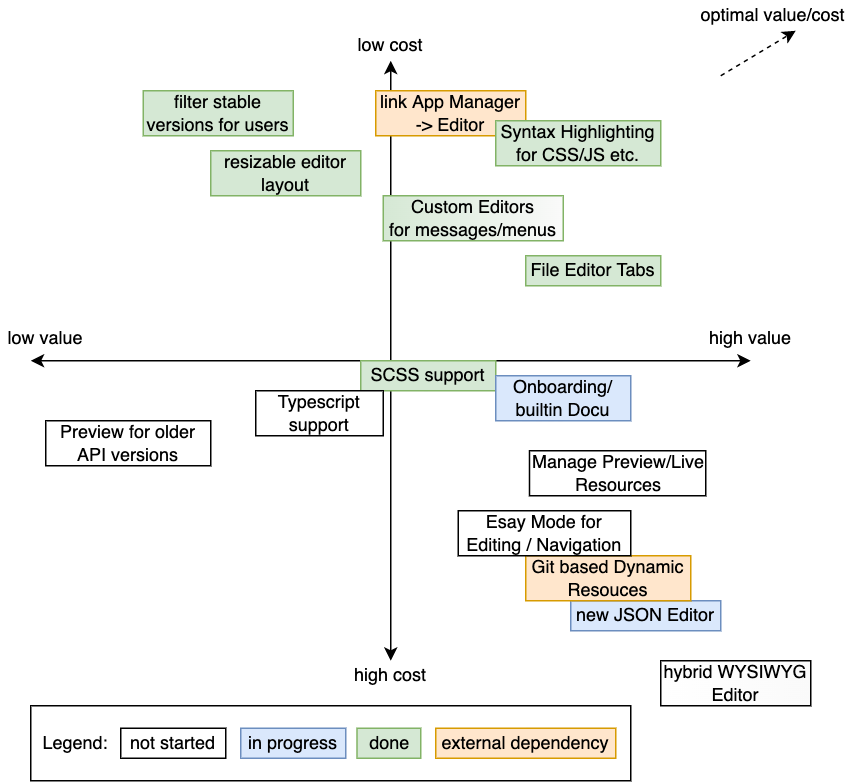 optimal value/cost
low cost
filter stable
versions for users
link App Manager
-> Editor
Syntax Highlighting
for CSS/JS etc.
resizable editor
layout
Custom Editors
for messages/menus
File Editor Tabs
low value
high value
SCSS support
Onboarding/
builtin Docu
Typescript
support
Preview for older
API versions
Manage Preview/Live
Resources
Esay Mode for
Editing / Navigation
Git based Dynamic
Resouces
new JSON Editor
high cost
hybrid WYSIWYG
Editor
Legend:
not started
in progress
done
external dependency